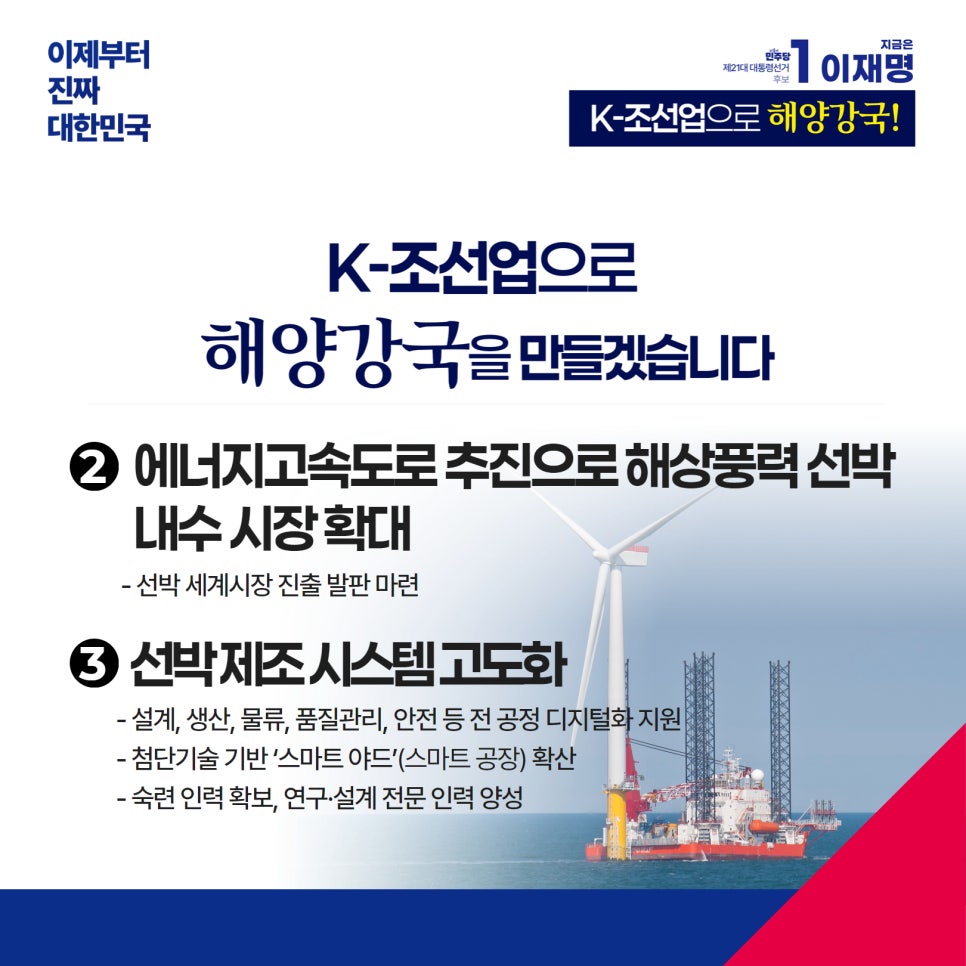 이제부터
진짜
대한민국
지금은
민주당
제21대 대통령선거
후보
1 이재명
K-조선업으로 해양강국!
K-조선업으로
해양강국을 만들겠습니다
❷ 에너지고속도로 추진으로 해상풍력 선박
내수 시장 확대
- 선박 세계시장 진출 발판 마련
❸ 선박 제조 시스템 고도화
- 설계, 생산, 물류, 품질관리, 안전 등 전 공정 디지털화 지원
- 첨단기술 기반 ‘스마트 야드’(스마트 공장) 확산
- 숙련 인력 확보, 연구·설계 전문 인력 양성